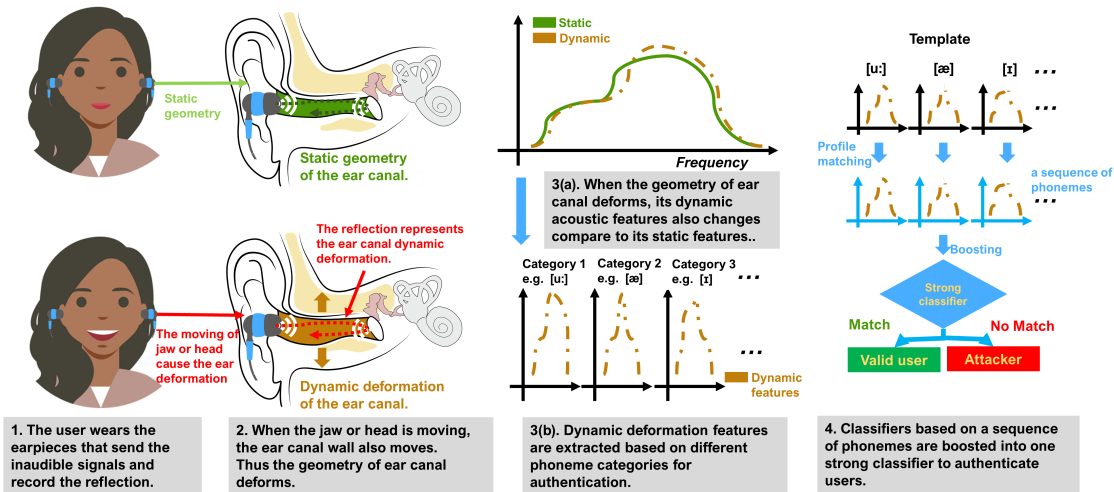 Static
geometry
Static geometry
of the ear canal.
The reflection represents
the ear canal dynamic
deformation.
The moving of
jaw or head
cause the ear
deformation
Dynamic deformation
of the ear canal.
1. The user wears the
earpieces that send the
inaudible signals and
record the reflection.
2. When the jaw or head is moving,
the ear canal wall also moves.
Thus the geometry of ear canal
deforms.
Static
Dynamic
Frequency
3(a). When the geometry of ear
canal deforms, its dynamic
acoustic features also changes
compare to its static features..
Category 1
e.g. [u:]
Category 2
e.g. [æ]
Category 3
e.g. [ɪ]
...
...
Dynamic
features
3(b). Dynamic deformation features
are extracted based on different
phoneme categories for
authentication.
Template
[u:] [æ] [ɪ] ...
...
Profile
matching
a sequence of
phonemes
...
Boosting
Strong
classifier
Match
No Match
Valid user
Attacker
4. Classifiers based on a sequence
of phonemes are boosted into one
strong classifier to authenticate
users.